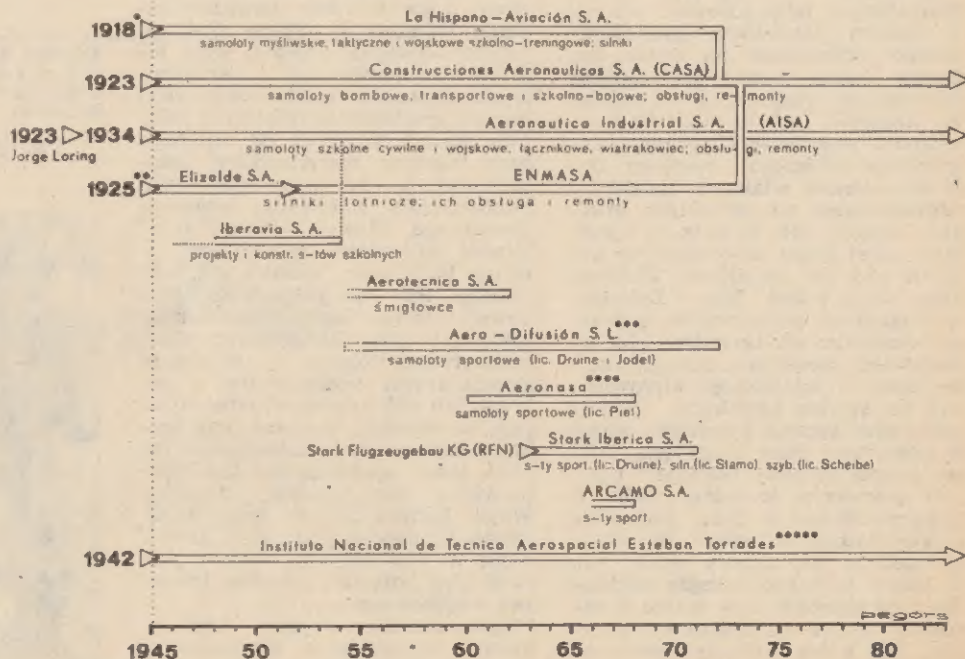 La Hispano-Aviación S. A.
1918*
samoloty myśliwskie, taktyczne i wojskowe szkolno-treningowe; silniki
Construcciones Aeronauticas S. A. (CASA)
1923
samoloty bombowe, transportowe i szkolno-bojowe; obsługi, remonty
Aeronautica Industrial S. A. (AISA)
1923 1934
Jorge Loring
samoloty szkolne cywilne i wojskowe, łącznikowe, wiatrakowiec; obsługi, remonty
Elizalde S.A. ENMASA
1925**
silniki lotnicze; ich obsługa i remonty
Iberavia S. A.
projekty i konstr. s-tów szkolnych
Aerotecnica S. A.
śmigłowce
Aero-Difusión S. L.***
samoloty sportowe (lic. Druine i Jodel)
Aeronasa****
samoloty sportowe (lic. Piel)
Stark Flugzeugebau KG (RFN) Stark Iberica S. A.
s-ty sport. (lic. Druine), siln. (lic. Stamo), szyb. (lic. Scheibe)
ARCAMO S.A.
s-ty sport.
Instituto Nacional de Tecnica Aerospacial Esteban Torrades*****
1942
pegórs
1945 50 55 60 65 70 75 80